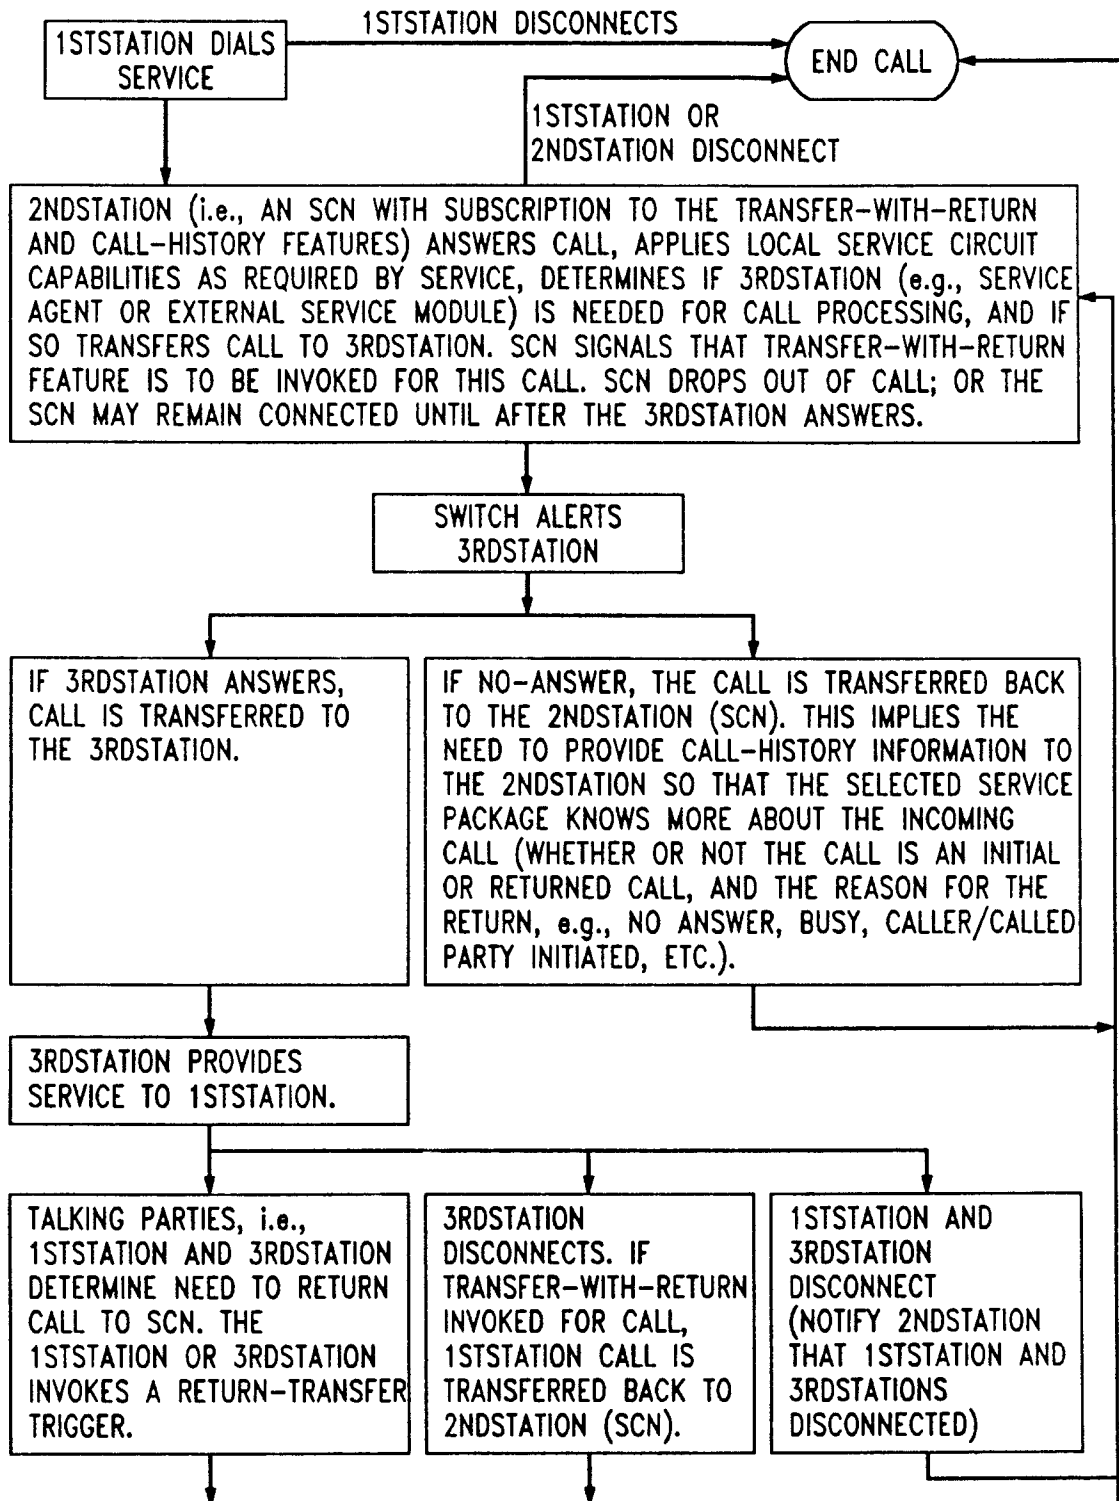 1STSTATION DIALS
SERVICE
1STSTATION DISCONNECTS
END CALL
1STSTATION OR
2NDSTATION DISCONNECT
2NDSTATION (i.e., AN SCN WITH SUBSCRIPTION TO THE TRANSFER-WITH-RETURN
AND CALL-HISTORY FEATURES) ANSWERS CALL, APPLIES LOCAL SERVICE CIRCUIT
CAPABILITIES AS REQUIRED BY SERVICE, DETERMINES IF 3RDSTATION (e.g., SERVICE
AGENT OR EXTERNAL SERVICE MODULE) IS NEEDED FOR CALL PROCESSING, AND IF
SO TRANSFERS CALL TO 3RDSTATION. SCN SIGNALS THAT TRANSFER-WITH-RETURN
FEATURE IS TO BE INVOKED FOR THIS CALL. SCN DROPS OUT OF CALL; OR THE
SCN MAY REMAIN CONNECTED UNTIL AFTER THE 3RDSTATION ANSWERS.
SWITCH ALERTS
3RDSTATION
IF 3RDSTATION ANSWERS,
CALL IS TRANSFERRED TO
THE 3RDSTATION.
IF NO-ANSWER, THE CALL IS TRANSFERRED BACK
TO THE 2NDSTATION (SCN). THIS IMPLIES THE
NEED TO PROVIDE CALL-HISTORY INFORMATION TO
THE 2NDSTATION SO THAT THE SELECTED SERVICE
PACKAGE KNOWS MORE ABOUT THE INCOMING
CALL (WHETHER OR NOT THE CALL IS AN INITIAL
OR RETURNED CALL, AND THE REASON FOR THE
RETURN, e.g., NO ANSWER, BUSY, CALLER/CALLED
PARTY INITIATED, ETC.).
3RDSTATION PROVIDES
SERVICE TO 1STSTATION.
TALKING PARTIES, i.e.,
1STSTATION AND 3RDSTATION
DETERMINE NEED TO RETURN
CALL TO SCN. THE
1STSTATION OR 3RDSTATION
INVOKES A RETURN-TRANSFER
TRIGGER.
3RDSTATION
DISCONNECTS. IF
TRANSFER-WITH-RETURN
INVOKED FOR CALL,
1STSTATION CALL IS
TRANSFERRED BACK TO
2NDSTATION (SCN).
1STSTATION AND
3RDSTATION
DISCONNECT
(NOTIFY 2NDSTATION
THAT 1STSTATION AND
3RDSTATIONS
DISCONNECTED)